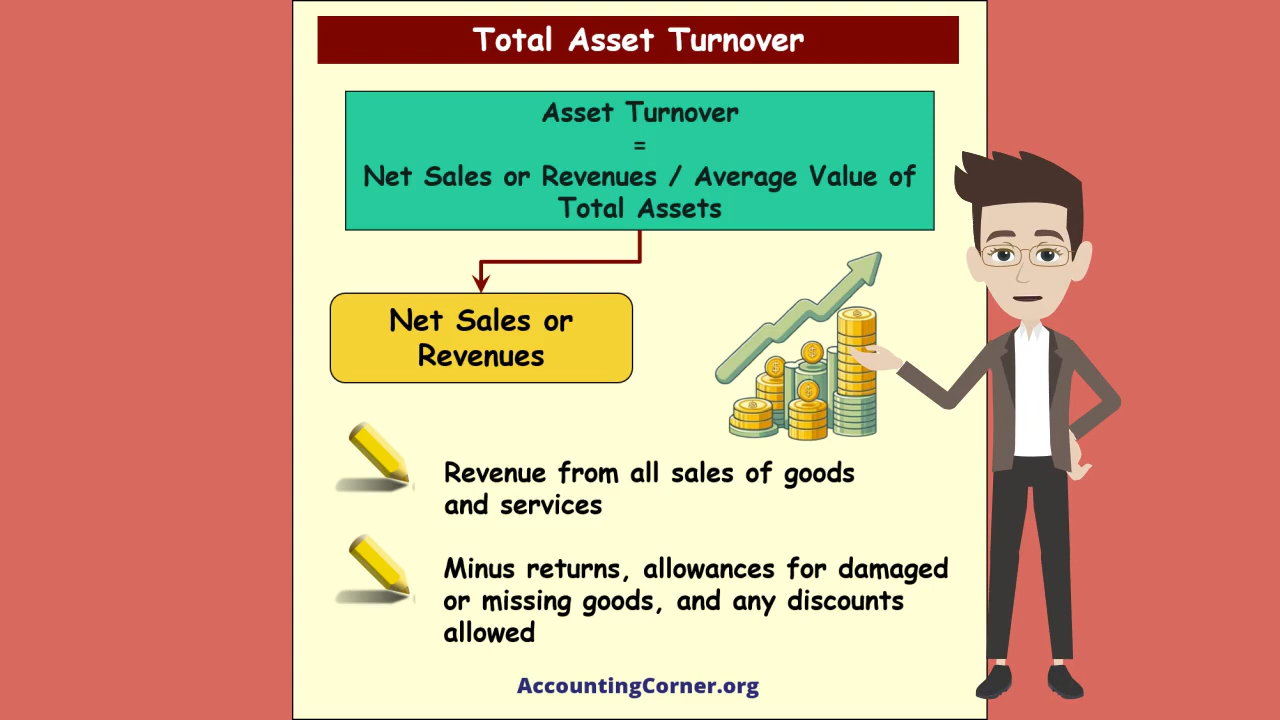 Total Asset Turnover
Asset Turnover
=
Net Sales or Revenues / Average Value of
Total Assets
Net Sales or
Revenues
Revenue from all sales of goods
and services
Minus returns, allowances for damaged
or missing goods, and any discounts
allowed
AccountingCorner.org